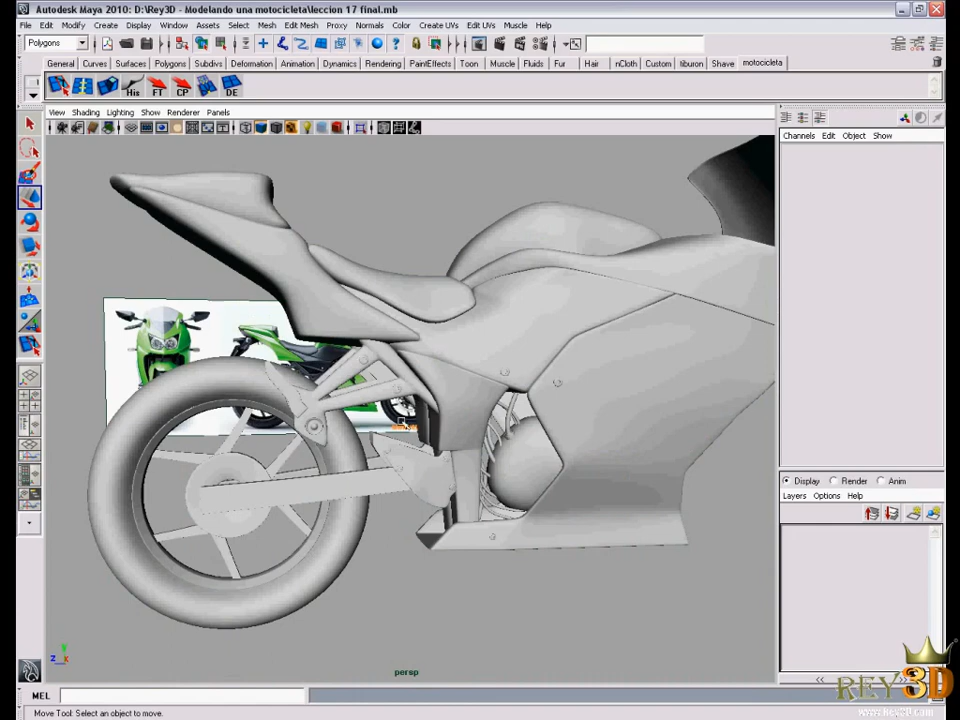 Autodesk Maya 2010: D:\Rey3D - Modelando una motocicleta\leccion 17 final.mb
File Edit Modify Create Display Window Assets Select Mesh Edit Mesh Proxy Normals Color Create UVs Edit UVs Muscle Help
Polygons
General Curves Surfaces Polygons Subdivs Deformation Animation Dynamics Rendering PaintEffects Toon Muscle Fluids Fur Hair nCloth Custom tiburon Shave motocicleta
His FT CP DE
View Shading Lighting Show Renderer Panels
Channels Edit Object Show
Display Render Anim
Layers Options Help
y
z x
persp
REY3D
www.Rey3D.com
MEL
Move Tool: Select an object to move.